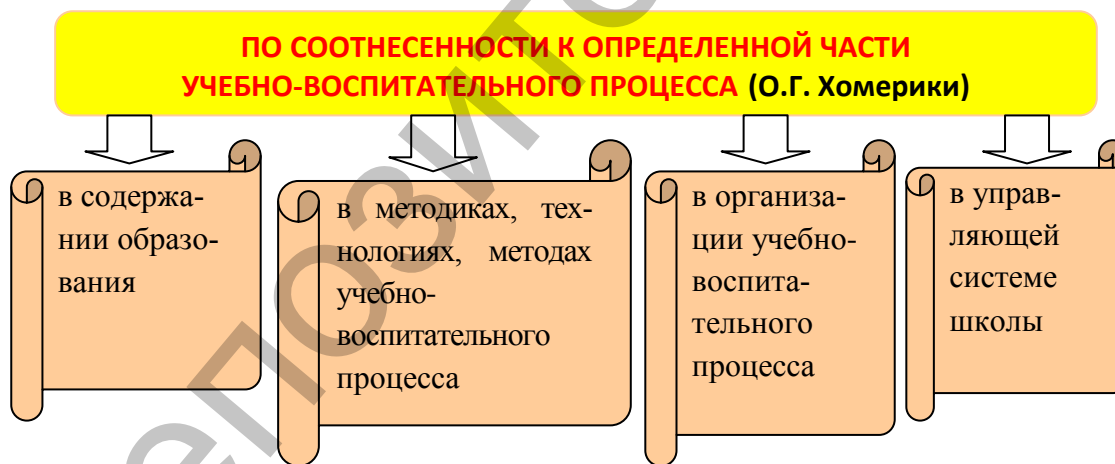 ПО СООТНЕСЕННОСТИ К ОПРЕДЕЛЕННОЙ ЧАСТИ
УЧЕБНО-ВОСПИТАТЕЛЬНОГО ПРОЦЕССА (О.Г. Хомерики)
в содержа-
нии образо-
вания
в методиках, тех-
нологиях, методах
учебно-
воспитательного
процесса
в организа-
ции учебно-
воспита-
тельного
процесса
в управ-
ляющей
системе
школы